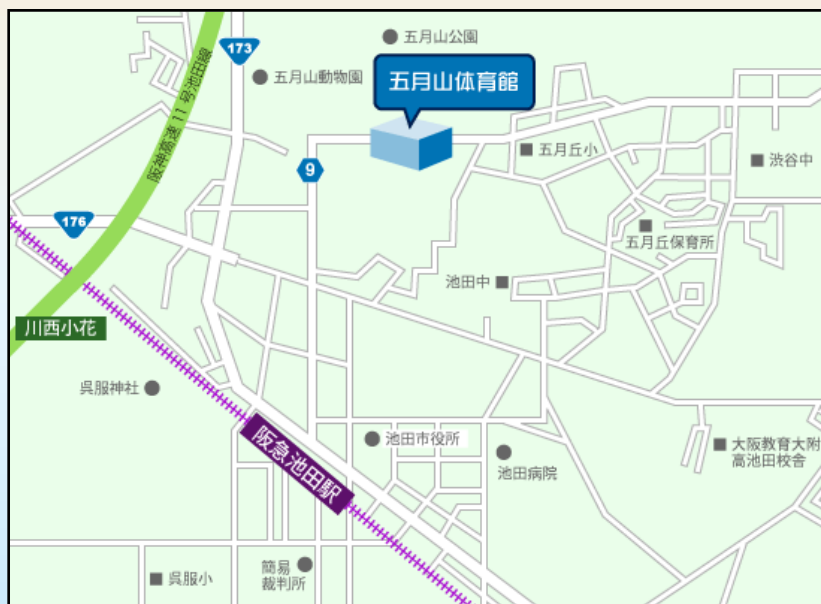 五月山公園
173
五月山動物園
五月山体育館
阪神高速 11 号池田線
9
五月丘小
渋谷中
176
五月丘保育所
池田中
川西小花
呉服神社
阪急池田駅
池田市役所
池田病院
大阪教育大附
高池田校舎
呉服小
簡易
裁判所